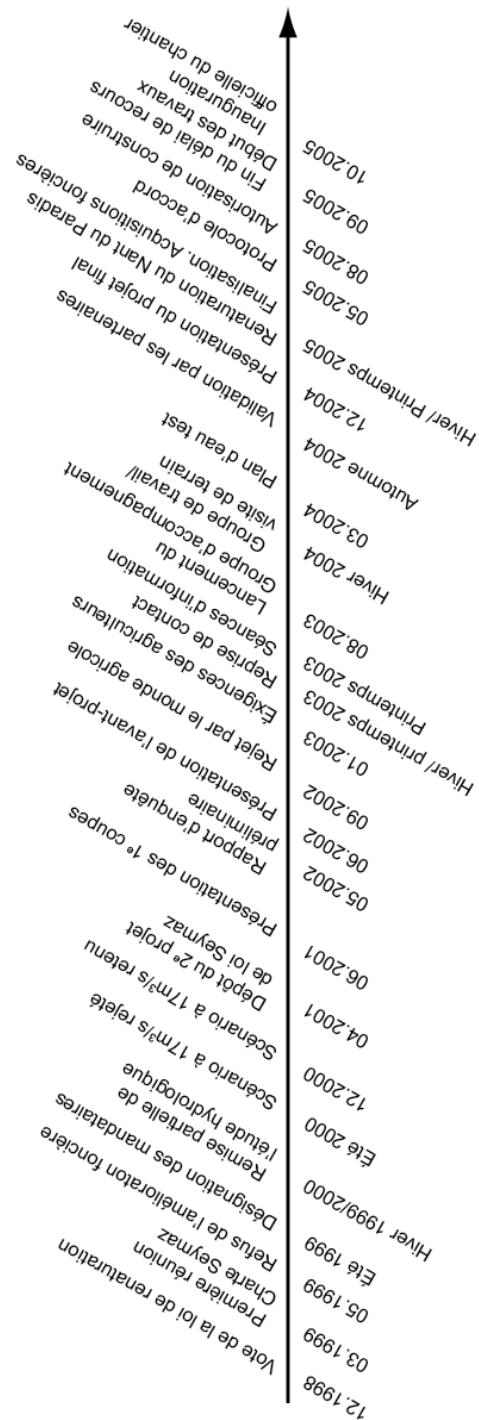 Vote de la loi de renaturation
Première réunion
Charte Seymaz
Refus de l'amélioraton foncière
Désignation des mandataires
Remise partielle de
l'étude hydrologique
Scénario à 17m³/s rejeté
Scénario à 17m³/s retenu
Dépôt du 2ᵉ projet
de loi Seymaz
Présentation des 1ᵉ coupes
Rapport d'enquête
préliminaire
Présentation de l'avant-projet
Rejet par le monde agricole
Éxigences des agriculteurs
Reprise de contact
Séances d'information
Lancement du
Groupe d'accompagnement
Groupe de travail/
visite de terrain
Plan d'eau test
Validation par les partenaires
Présentation du projet final
Renaturation du Nant du Paradis
Finalisation. Acquisitions foncières
Protocole d'accord
Autorisation de construire
Fin du délai de recours
Début des travaux
Inauguration
officielle du chantier
12.1998
03.1999
05.1999
Été 1999
Hiver 1999/2000
Été 2000
12.2000
04.2001
06.2001
05.2002
06.2002
09.2002
01.2003
Hiver/ printemps 2003
Printemps 2003
08.2003
Hiver 2004
03.2004
Automne 2004
12.2004
Hiver/ Printemps 2005
05.2005
08.2005
09.2005
10.2005